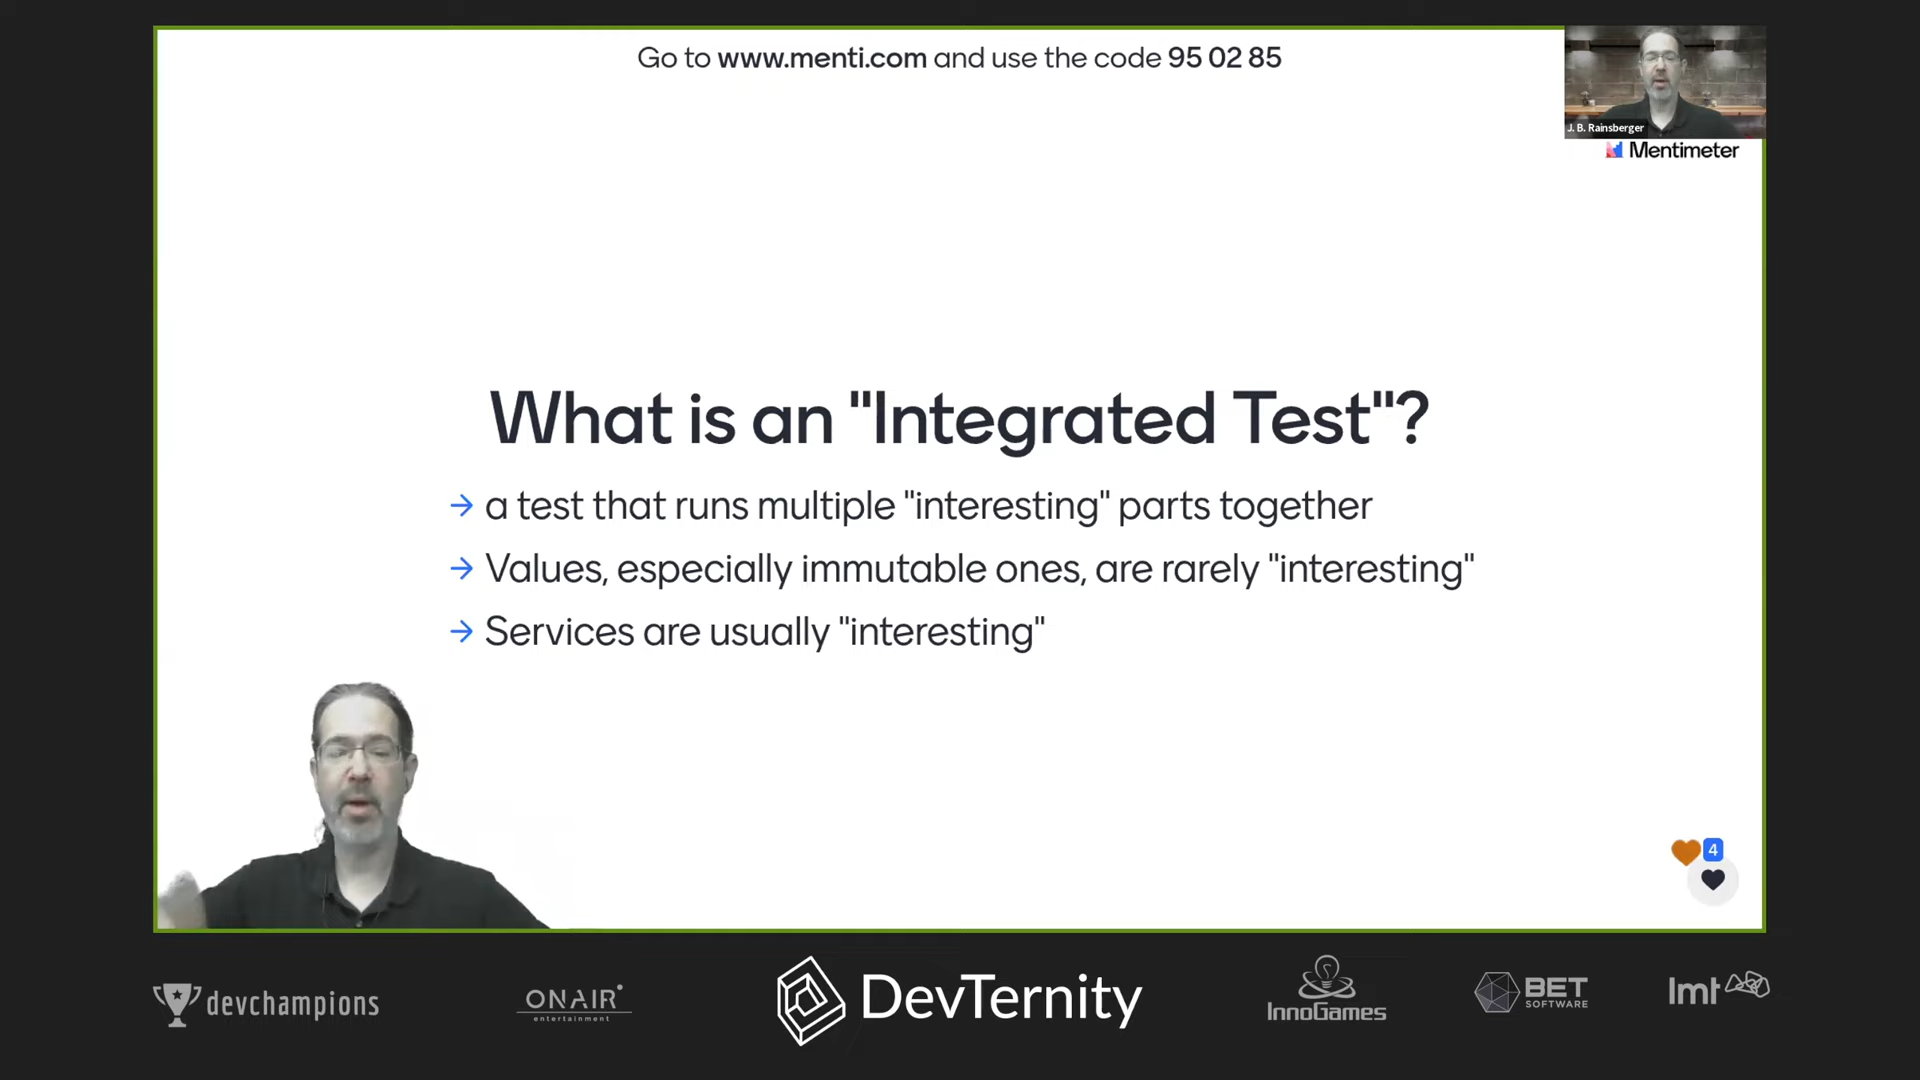 Go to www.menti.com and use the code 95 02 85
J. B. Rainsberger
Mentimeter
What is an "Integrated Test"?
→ a test that runs multiple "interesting" parts together
→ Values, especially immutable ones, are rarely "interesting"
→ Services are usually "interesting"
4
devchampions
ONAIR
entertainment
DevTernity
InnoGames
BET
SOFTWARE
lmt